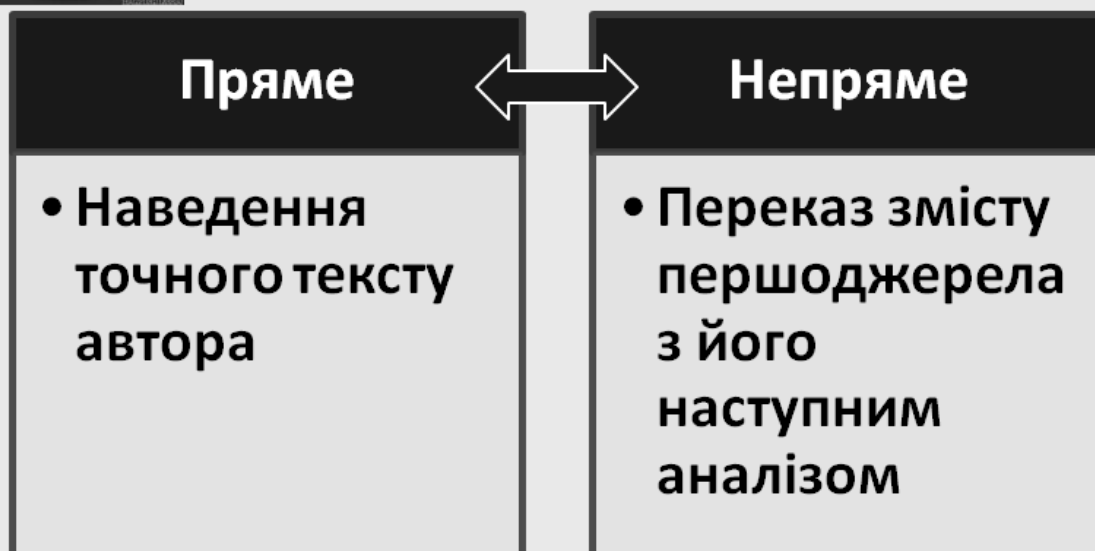 Пряме
• Наведення
точного тексту
автора
Непряме
• Переказ змісту
першоджерела
з його
наступним
аналізом